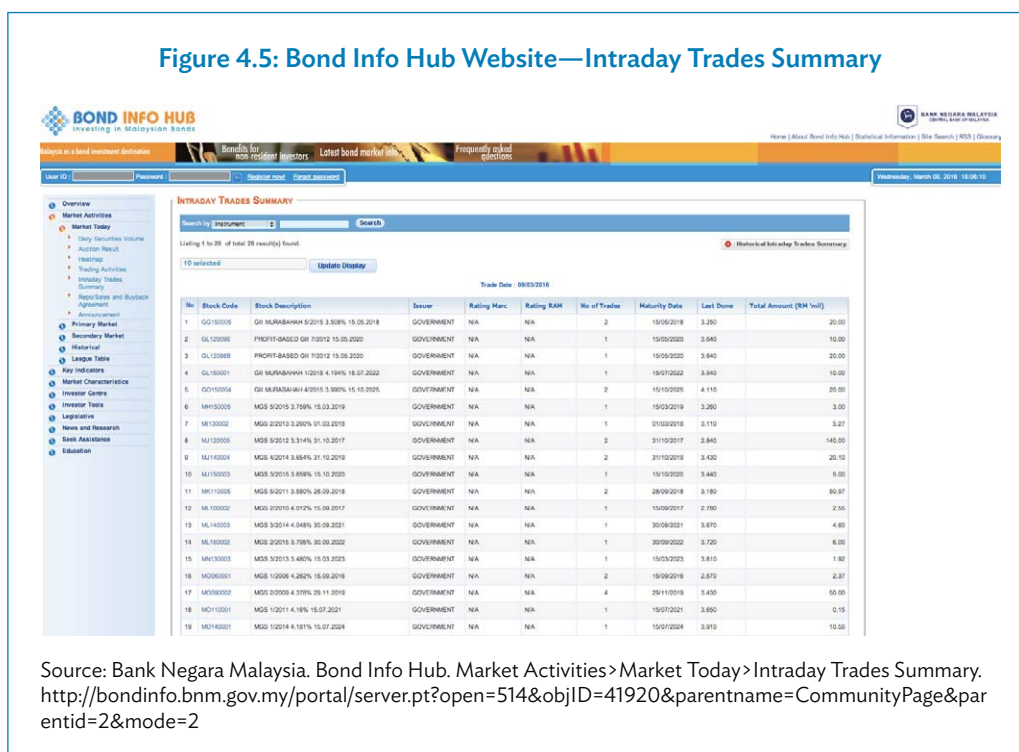 Figure 4.5: Bond Info Hub Website—Intraday Trades Summary
BOND INFO HUB
Investing in Malaysian Bonds
BANK NEGARA MALAYSIA
CENTRAL BANK OF MALAYSIA
Home | About Bond Info Hub | Statistical Information | Site Search | RSS | Glossary
Malaysia as a bond investment destination
Benefits for non-resident investors
Latest bond market info
Frequently asked questions
User ID : Password : Register now! Forgot password
Wednesday, March 09, 2016
Overview
Market Activities
Market Today
Daily Securities Volume
Auction Result
Heatmap
Trading Activities
Intraday Trades Summary
Repo/Sales and Buyback Agreement
Announcement
Primary Market
Secondary Market
Historical
League Table
Key Indicators
Market Characteristics
Investor Centre
Investor Tools
Legislative
News and Research
Seek Assistance
Education
INTRADAY TRADES SUMMARY
Search by Instrument Search
Listing 1 to 26 of total 26 result(s) found.
Historical Intraday Trades Summary
10 selected Update Display
Trade Date : 09/03/2016
No Stock Code Stock Description Issuer Rating Marc Rating RAM No of Trades Maturity Date Last Done Total Amount (RM 'mil)
1 GG150005 GII MURABAHAH 5/2015 3.508% 15.05.2018 GOVERNMENT N/A N/A 2 15/05/2018 3.250 20.00
2 GL120098 PROFIT-BASED GII 7/2012 15.05.2020 GOVERNMENT N/A N/A 1 15/05/2020 3.640 10.00
3 GL12098B PROFIT-BASED GII 7/2012 15.05.2020 GOVERNMENT N/A N/A 1 15/05/2020 3.640 20.00
4 GL150001 GII MURABAHAH 1/2015 4.194% 15.07.2022 GOVERNMENT N/A N/A 1 15/07/2022 3.940 10.00
5 GO150004 GII MURABAHAH 4/2015 3.990% 15.10.2025 GOVERNMENT N/A N/A 2 15/10/2025 4.110 20.00
6 MH150005 MGS 5/2015 3.759% 15.03.2019 GOVERNMENT N/A N/A 1 15/03/2019 3.260 3.00
7 MI130002 MGS 2/2013 3.260% 01.03.2018 GOVERNMENT N/A N/A 1 01/03/2018 3.110 5.27
8 MJ120005 MGS 5/2012 3.314% 31.10.2017 GOVERNMENT N/A N/A 2 31/10/2017 2.840 140.00
9 MJ140004 MGS 4/2014 3.654% 31.10.2019 GOVERNMENT N/A N/A 2 31/10/2019 3.430 20.10
10 MJ150003 MGS 3/2015 3.659% 15.10.2020 GOVERNMENT N/A N/A 1 15/10/2020 3.440 5.00
11 MK110005 MGS 5/2011 3.580% 28.09.2018 GOVERNMENT N/A N/A 2 28/09/2018 3.180 80.97
12 ML100002 MGS 2/2010 4.012% 15.09.2017 GOVERNMENT N/A N/A 1 15/09/2017 2.780 2.55
13 ML140003 MGS 3/2014 4.048% 30.09.2021 GOVERNMENT N/A N/A 1 30/09/2021 3.670 4.60
14 ML150002 MGS 2/2015 3.795% 30.09.2022 GOVERNMENT N/A N/A 1 30/09/2022 3.720 6.00
15 MN130003 MGS 3/2013 3.480% 15.03.2023 GOVERNMENT N/A N/A 1 15/03/2023 3.810 1.92
16 MO060001 MGS 1/2006 4.262% 15.09.2016 GOVERNMENT N/A N/A 2 15/09/2016 2.570 2.37
17 MO090002 MGS 2/2009 4.378% 29.11.2019 GOVERNMENT N/A N/A 4 29/11/2019 3.430 50.00
18 MO110001 MGS 1/2011 4.16% 15.07.2021 GOVERNMENT N/A N/A 1 15/07/2021 3.650 0.15
19 MO140001 MGS 1/2014 4.181% 15.07.2024 GOVERNMENT N/A N/A 1 15/07/2024 3.910 10.50
Source: Bank Negara Malaysia. Bond Info Hub. Market Activities>Market Today>Intraday Trades Summary.
http://bondinfo.bnm.gov.my/portal/server.pt?open=514&objID=41920&parentname=CommunityPage&par
entid=2&mode=2